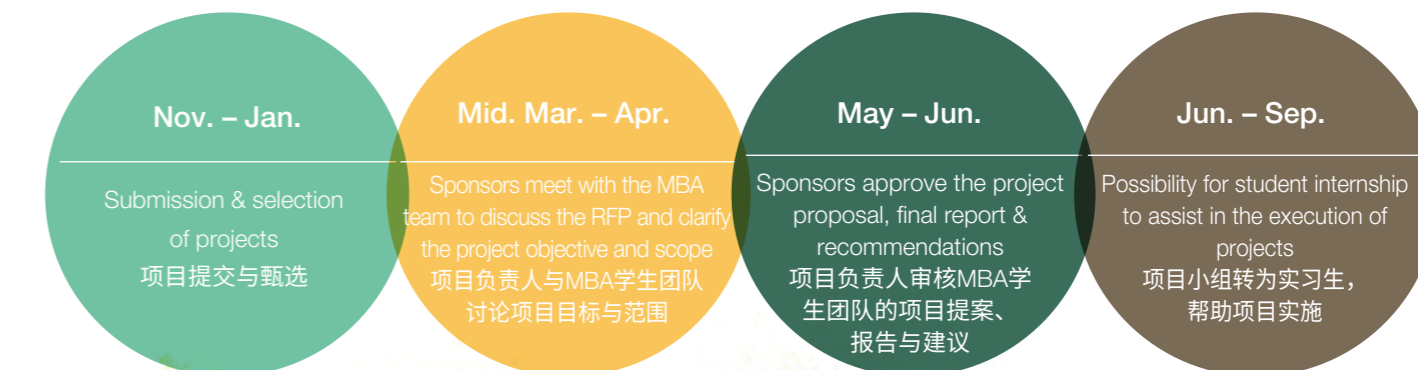 Nov. – Jan.
Submission & selection
of projects
项目提交与甄选
Mid. Mar. – Apr.
Sponsors meet with the MBA
team to discuss the RFP and clarify
the project objective and scope
项目负责人与MBA学生团队
讨论项目目标与范围
May – Jun.
Sponsors approve the project
proposal, final report &
recommendations
项目负责人审核MBA学
生团队的项目提案、
报告与建议
Jun. – Sep.
Possibility for student internship
to assist in the execution of
projects
项目小组转为实习生，
帮助项目实施